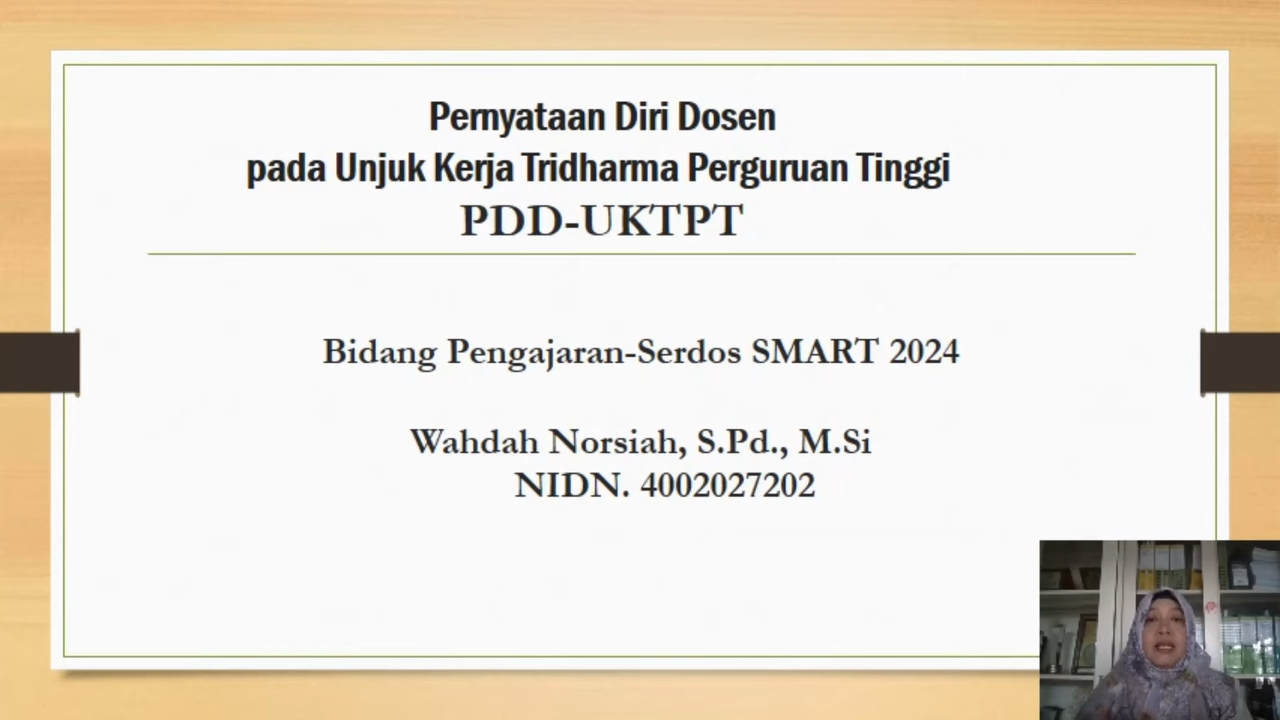 Pernyataan Diri Dosen
pada Unjuk Kerja Tridharma Perguruan Tinggi
PDD-UKTPT
Bidang Pengajaran-Serdos SMART 2024
Wahdah Norsiah, S.Pd., M.Si
NIDN. 4002027202